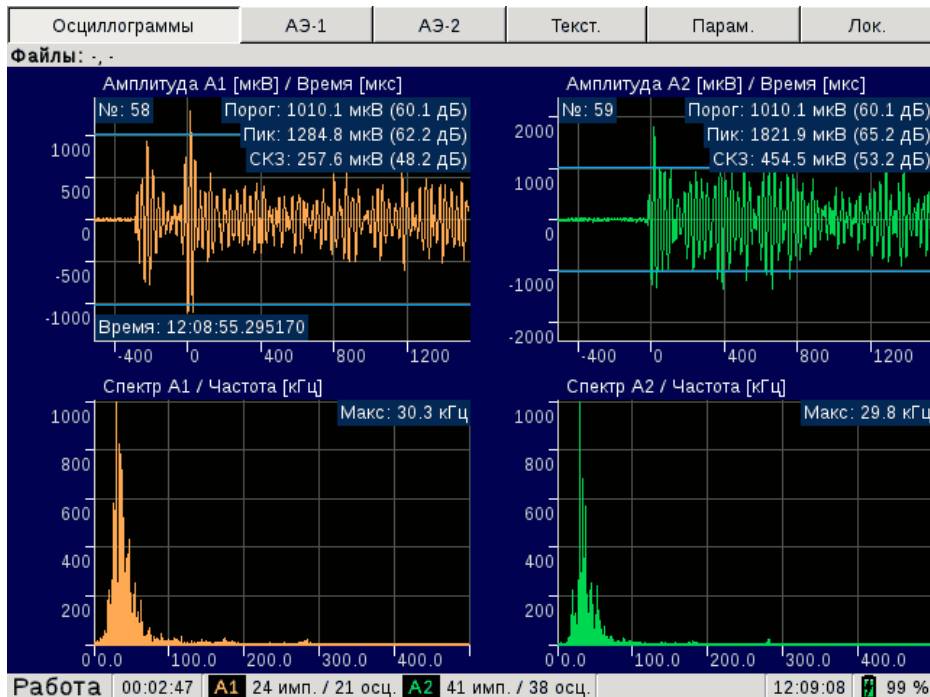 Осциллограммы АЭ-1 АЭ-2 Текст. Парам. Лок.
Файлы: -, -
Амплитуда А1 [мкВ] / Время [мкс]
№: 58 Порог: 1010.1 мкВ (60.1 дБ)
Пик: 1284.8 мкВ (62.2 дБ)
СКЗ: 257.6 мкВ (48.2 дБ)
1000
500
0
-500
-1000
Время: 12:08:55.295170
-400 0 400 800 1200
Амплитуда А2 [мкВ] / Время [мкс]
№: 59 Порог: 1010.1 мкВ (60.1 дБ)
Пик: 1821.9 мкВ (65.2 дБ)
СКЗ: 454.5 мкВ (53.2 дБ)
2000
1000
0
-1000
-2000
-400 0 400 800 1200
Спектр А1 / Частота [кГц]
Макс: 30.3 кГц
1000
800
600
400
200
0 0.0 100.0 200.0 300.0 400.0
Спектр А2 / Частота [кГц]
Макс: 29.8 кГц
1000
800
600
400
200
0 0.0 100.0 200.0 300.0 400.0
Работа 00:02:47 А1 24 имп. / 21 осц. А2 41 имп. / 38 осц. 12:09:08 99 %